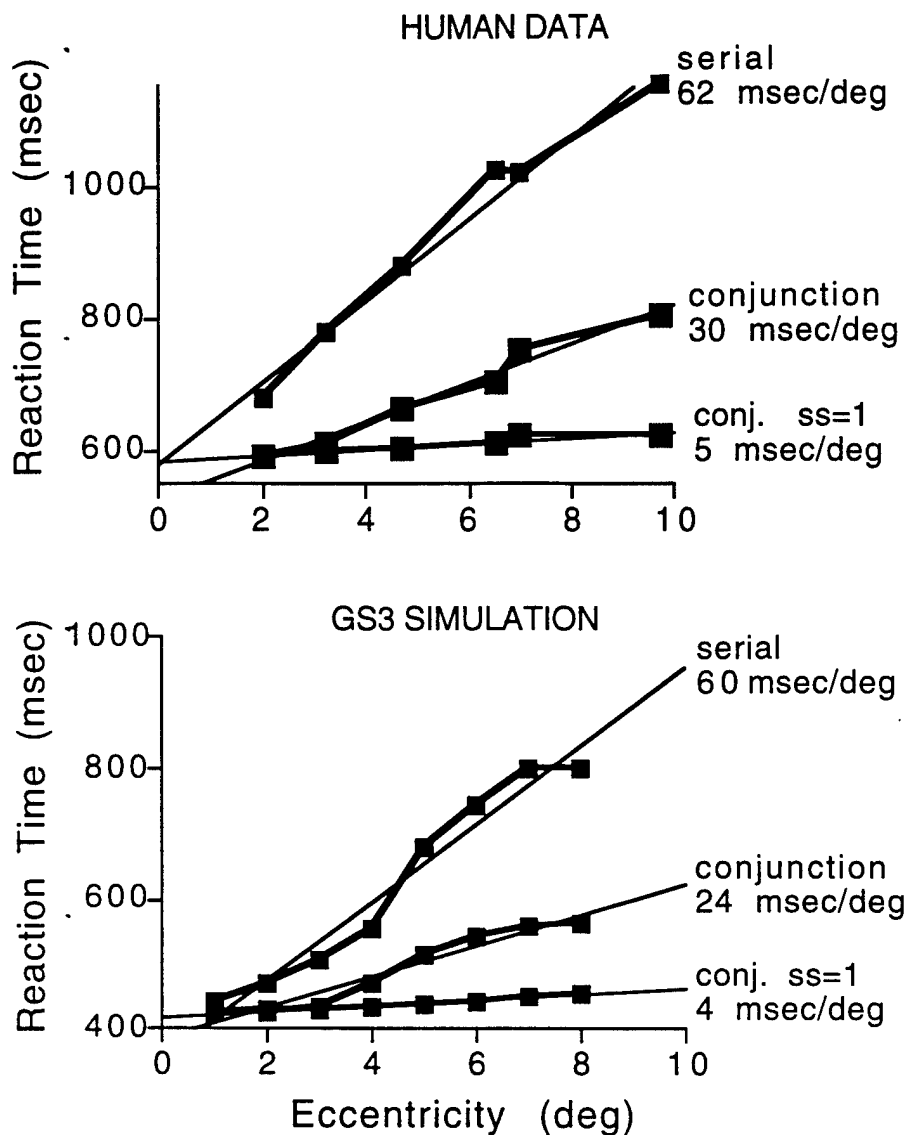 HUMAN DATA
Reaction Time (msec)
1000
800
600
0 2 4 6 8 10
serial
62 msec/deg
conjunction
30 msec/deg
conj. ss=1
5 msec/deg
GS3 SIMULATION
Reaction Time (msec)
1000
800
600
400
0 2 4 6 8 10
serial
60 msec/deg
conjunction
24 msec/deg
conj. ss=1
4 msec/deg
Eccentricity (deg)